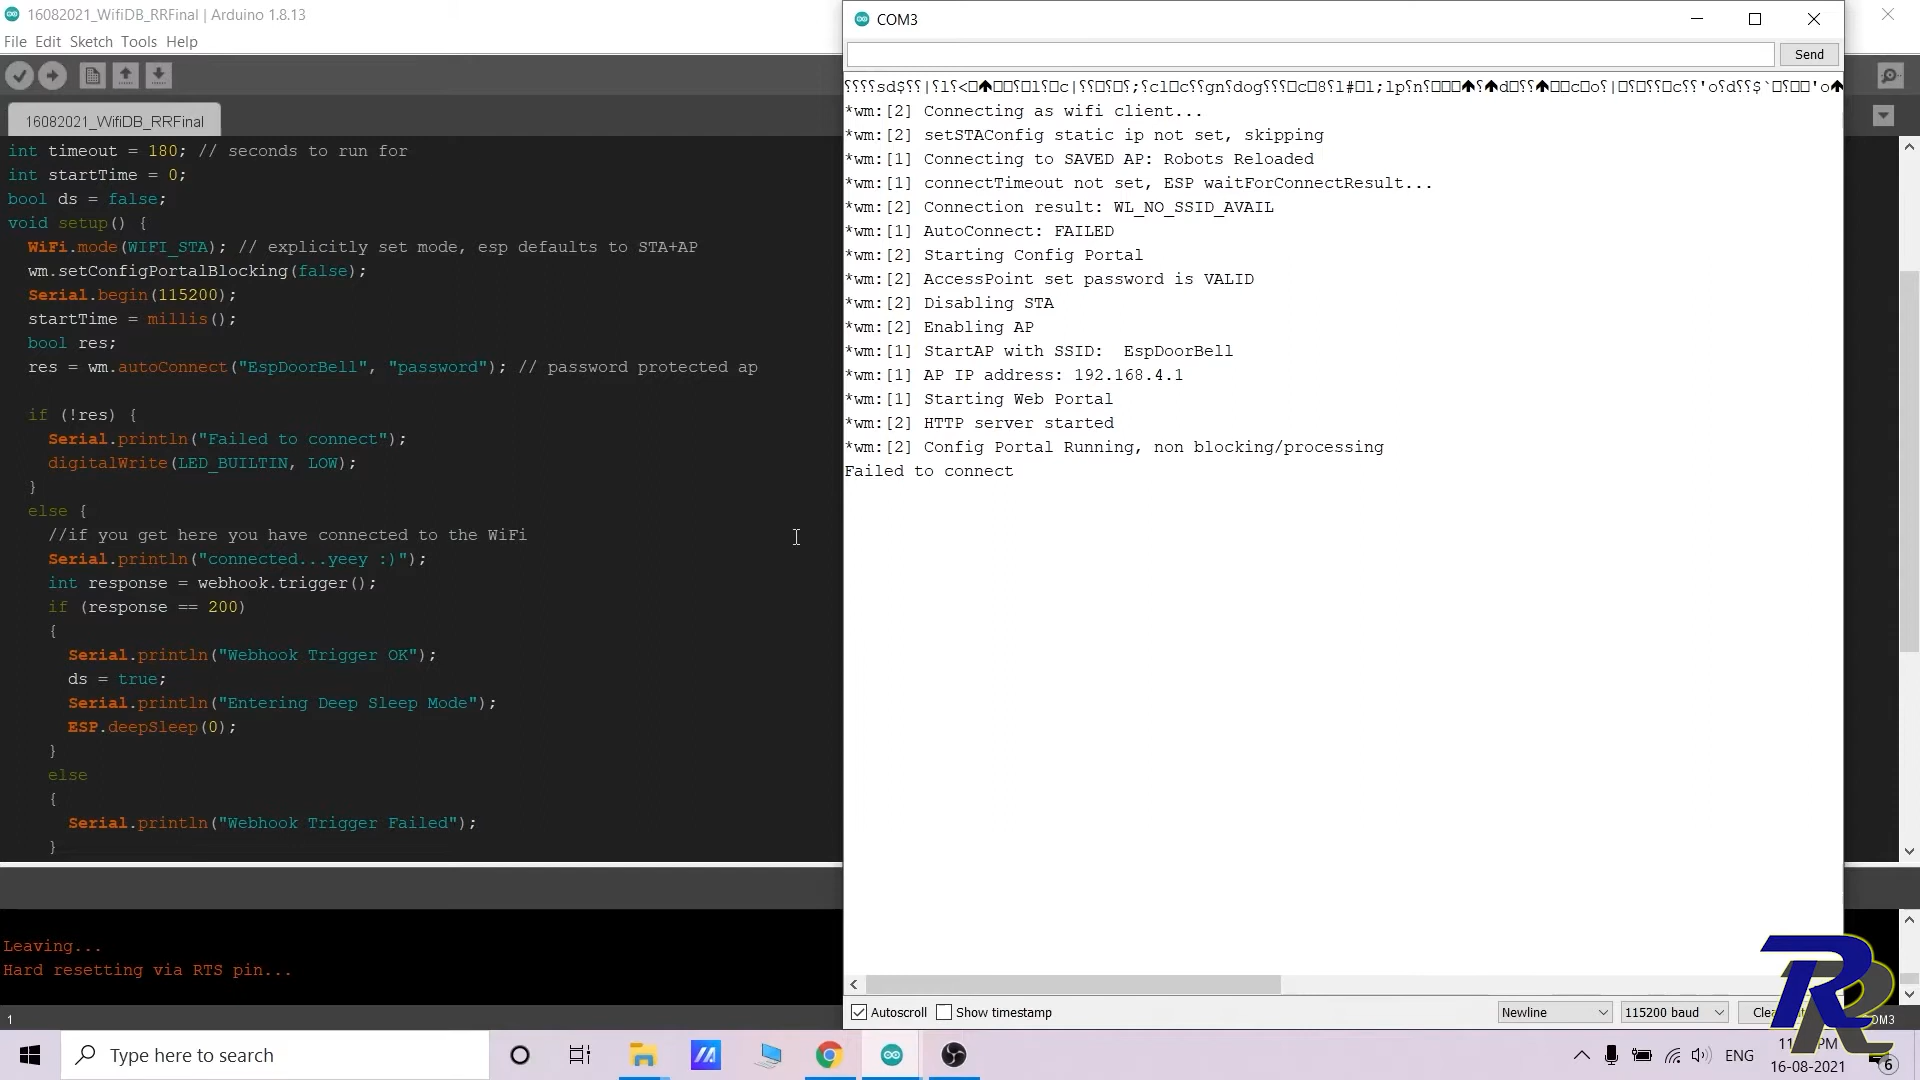 16082021_WifiDB_RRFinal | Arduino 1.8.13
File Edit Sketch Tools Help
16082021_WifiDB_RRFinal
int timeout = 180; // seconds to run for
int startTime = 0;
bool ds = false;
void setup() {
WiFi.mode(WIFI_STA); // explicitly set mode, esp defaults to STA+AP
wm.setConfigPortalBlocking(false);
Serial.begin(115200);
startTime = millis();
bool res;
res = wm.autoConnect("EspDoorBell", "password"); // password protected ap
if (!res) {
Serial.println("Failed to connect");
digitalWrite(LED_BUILTIN, LOW);
}
else {
//if you get here you have connected to the WiFi
Serial.println("connected...yeey :)");
int response = webhook.trigger();
if (response == 200)
{
Serial.println("Webhook Trigger OK");
ds = true;
Serial.println("Entering Deep Sleep Mode");
ESP.deepSleep(0);
}
else
{
Serial.println("Webhook Trigger Failed");
}
Leaving...
Hard resetting via RTS pin...
1
COM3
Send
*wm:[2] Connecting as wifi client...
*wm:[2] setSTAConfig static ip not set, skipping
*wm:[1] Connecting to SAVED AP: Robots Reloaded
*wm:[1] connectTimeout not set, ESP waitForConnectResult...
*wm:[2] Connection result: WL_NO_SSID_AVAIL
*wm:[1] AutoConnect: FAILED
*wm:[2] Starting Config Portal
*wm:[2] AccessPoint set password is VALID
*wm:[2] Disabling STA
*wm:[2] Enabling AP
*wm:[1] StartAP with SSID:  EspDoorBell
*wm:[1] AP IP address: 192.168.4.1
*wm:[1] Starting Web Portal
*wm:[2] HTTP server started
*wm:[2] Config Portal Running, non blocking/processing
Failed to connect
Autoscroll Show timestamp Newline 115200 baud
Type here to search
ENG
16-08-2021
6